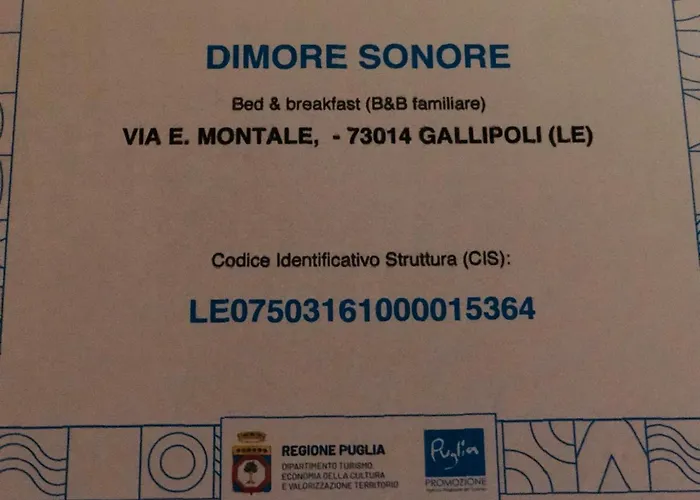 DIMORE SONORE
Bed & breakfast (B&B familiare)
VIA E. MONTALE, - 73014 GALLIPOLI (LE)
Codice Identificativo Struttura (CIS):
LE07503161000015364
REGIONE PUGLIA
DIPARTIMENTO TURISMO,
ECONOMIA DELLA CULTURA
E VALORIZZAZIONE TERRITORIO
Puglia
PROMOZIONE